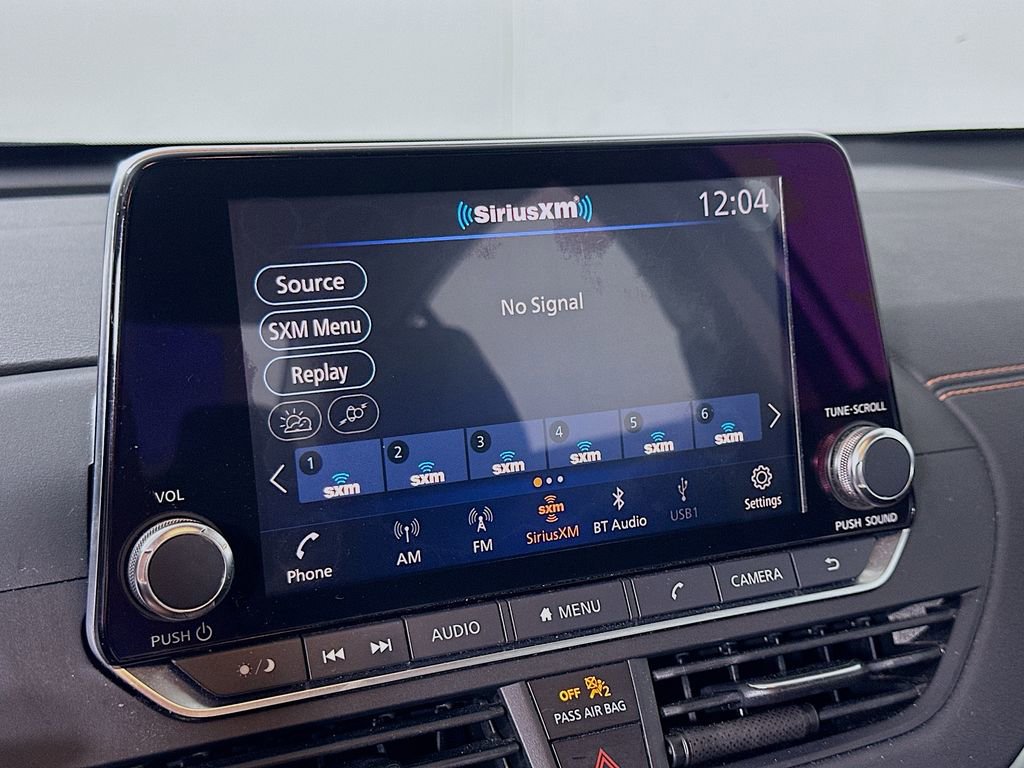 SiriusXM
12:04
Source
SXM Menu
Replay
No Signal
1 sxm
2 sxm
3 sxm
4 sxm
5 sxm
6 sxm
Phone
AM
FM
sxm
SiriusXM
BT Audio
USB1
Settings
VOL
PUSH
TUNE·SCROLL
PUSH SOUND
AUDIO
MENU
CAMERA
OFF 2
PASS AIR BAG